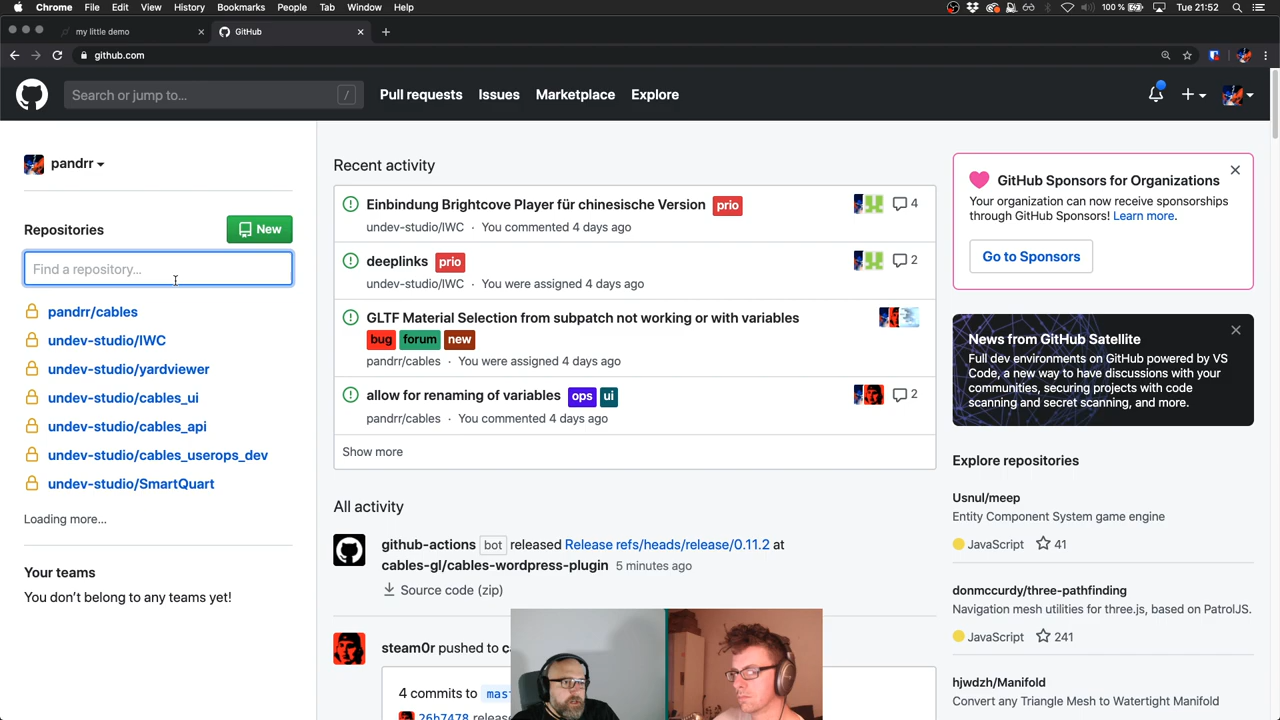 Chrome File Edit View History Bookmarks People Tab Window Help 100 % Tue 21:52
my little demo GitHub
github.com
Search or jump to... / Pull requests Issues Marketplace Explore
pandrr
Repositories New
Find a repository...
pandrr/cables
undev-studio/IWC
undev-studio/yardviewer
undev-studio/cables_ui
undev-studio/cables_api
undev-studio/cables_userops_dev
undev-studio/SmartQuart
Loading more...
Your teams
You don't belong to any teams yet!
Recent activity
Einbindung Brightcove Player für chinesische Version prio 4
undev-studio/IWC · You commented 4 days ago
deeplinks prio 2
undev-studio/IWC · You were assigned 4 days ago
GLTF Material Selection from subpatch not working or with variables
bug forum new
pandrr/cables · You were assigned 4 days ago
allow for renaming of variables ops ui 2
pandrr/cables · You commented 4 days ago
Show more
All activity
github-actions bot released Release refs/heads/release/0.11.2 at
cables-gl/cables-wordpress-plugin 5 minutes ago
Source code (zip)
steam0r pushed to
4 commits to
26b7478
GitHub Sponsors for Organizations
Your organization can now receive sponsorships
through GitHub Sponsors! Learn more.
Go to Sponsors
News from GitHub Satellite
Full dev environments on GitHub powered by VS
Code, a new way to have discussions with your
communities, securing projects with code
scanning and secret scanning, and more.
Explore repositories
Usnul/meep
Entity Component System game engine
JavaScript 41
donmccurdy/three-pathfinding
Navigation mesh utilities for three.js, based on PatrolJS.
JavaScript 241
hjwdzh/Manifold
Convert any Triangle Mesh to Watertight Manifold